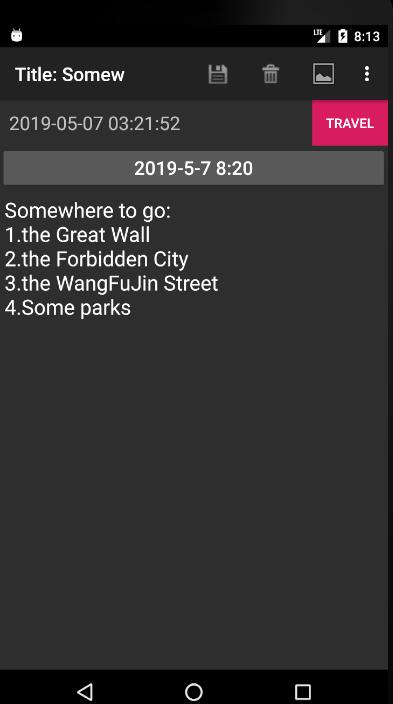 LTE 8:13
Title: Somew
2019-05-07 03:21:52 TRAVEL
2019-5-7 8:20
Somewhere to go:
1.the Great Wall
2.the Forbidden City
3.the WangFuJin Street
4.Some parks